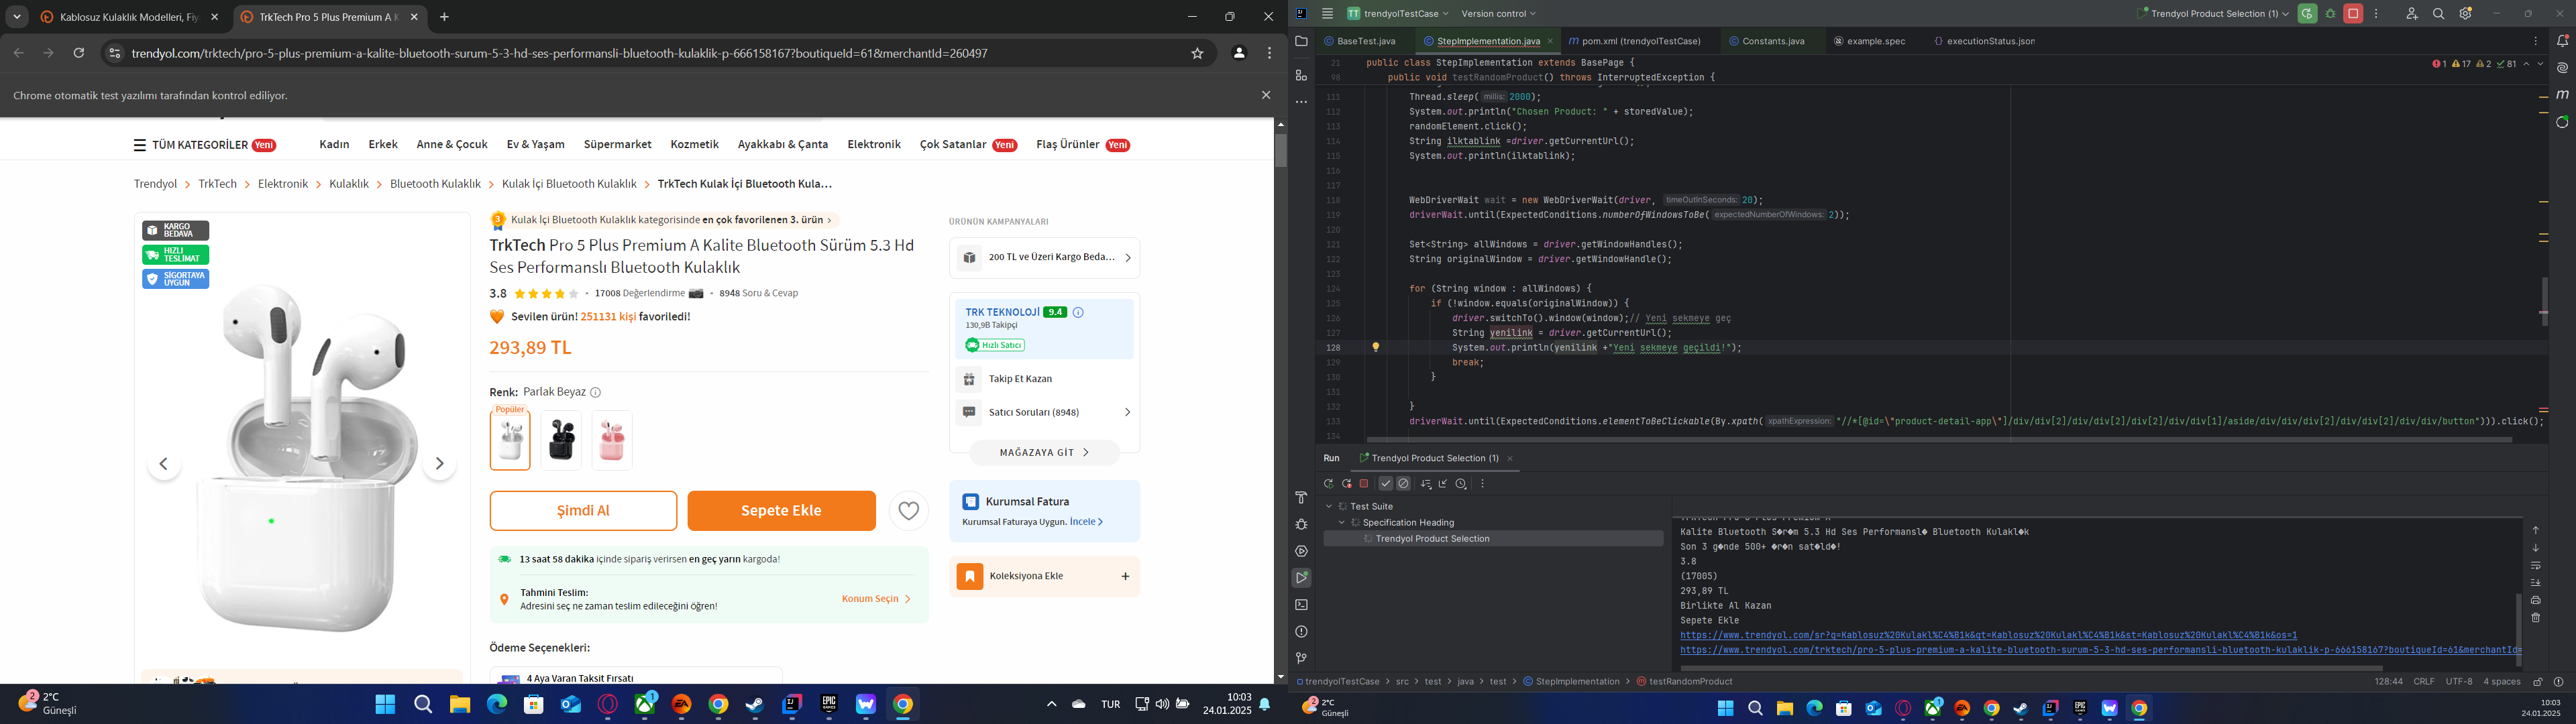 Kablosuz Kulaklık Modelleri, Fiy
TrkTech Pro 5 Plus Premium A K
trendyol.com/trktech/pro-5-plus-premium-a-kalite-bluetooth-surum-5-3-hd-ses-performansli-bluetooth-kulaklik-p-666158167?boutiqueId=61&merchantId=260497
Chrome otomatik test yazılımı tarafından kontrol ediliyor.
TÜM KATEGORİLER Yeni Kadın Erkek Anne & Çocuk Ev & Yaşam Süpermarket Kozmetik Ayakkabı & Çanta Elektronik Çok Satanlar Yeni Flaş Ürünler Yeni
Trendyol > TrkTech > Elektronik > Kulaklık > Bluetooth Kulaklık > Kulak İçi Bluetooth Kulaklık > TrkTech Kulak İçi Bluetooth Kula...
KARGO
BEDAVA
HIZLI
TESLİMAT
SİGORTAYA
UYGUN
3 Kulak İçi Bluetooth Kulaklık kategorisinde en çok favorilenen 3. ürün >
TrkTech Pro 5 Plus Premium A Kalite Bluetooth Sürüm 5.3 Hd
Ses Performanslı Bluetooth Kulaklık
3.8 • 17008 Değerlendirme • 8948 Soru & Cevap
Sevilen ürün! 251131 kişi favoriledi!
293,89 TL
Renk: Parlak Beyaz
Popüler
Şimdi Al
Sepete Ekle
13 saat 58 dakika içinde sipariş verirsen en geç yarın kargoda!
Tahmini Teslim:
Adresini seç ne zaman teslim edileceğini öğren!
Konum Seçin >
Ödeme Seçenekleri:
4 Aya Varan Taksit Fırsatı
ÜRÜNÜN KAMPANYALARI
200 TL ve Üzeri Kargo Beda...
TRK TEKNOLOJİ 9.4
130,9B Takipçi
Hızlı Satıcı
Takip Et Kazan
Satıcı Soruları (8948)
MAĞAZAYA GİT >
Kurumsal Fatura
Kurumsal Faturaya Uygun. İncele >
Koleksiyona Ekle +
2 2°C
Güneşli
1
TUR
10:03
24.01.2025
TT trendyolTestCase Version control
Trendyol Product Selection (1)
BaseTest.java StepImplementation.java pom.xml (trendyolTestCase) Constants.java example.spec executionStatus.json
1 17 2 81
21 public class StepImplementation extends BasePage {
98 public void testRandomProduct() throws InterruptedException {
111 Thread.sleep( millis: 2000);
112 System.out.println("Chosen Product: " + storedValue);
113 randomElement.click();
114 String ilktablink =driver.getCurrentUrl();
115 System.out.println(ilktablink);
116
117
118 WebDriverWait wait = new WebDriverWait(driver, timeOutInSeconds: 20);
119 driverWait.until(ExpectedConditions.numberOfWindowsToBe( expectedNumberOfWindows: 2));
120
121 Set<String> allWindows = driver.getWindowHandles();
122 String originalWindow = driver.getWindowHandle();
123
124 for (String window : allWindows) {
125 if (!window.equals(originalWindow)) {
126 driver.switchTo().window(window);// Yeni sekmeye geç
127 String yenilink = driver.getCurrentUrl();
128 System.out.println(yenilink +"Yeni sekmeye geçildi!");
129 break;
130 }
131
132 }
133 driverWait.until(ExpectedConditions.elementToBeClickable(By.xpath( xpathExpression: "//*[@id=\"product-detail-app\"]/div/div[2]/div/div[2]/div[2]/div/div[1]/aside/div/div/div[2]/div/div[2]/div/div/button"))).click();
134
Run Trendyol Product Selection (1)
Test Suite
Specification Heading
Trendyol Product Selection
Kalite Bluetooth S�r�m 5.3 Hd Ses Performansl� Bluetooth Kulakl�k
Son 3 g�nde 500+ �r�n sat�ld�!
3.8
(17005)
293,89 TL
Birlikte Al Kazan
Sepete Ekle
https://www.trendyol.com/sr?q=Kablosuz%20Kulakl%C4%B1k&qt=Kablosuz%20Kulakl%C4%B1k&st=Kablosuz%20Kulakl%C4%B1k&os=1
https://www.trendyol.com/trktech/pro-5-plus-premium-a-kalite-bluetooth-surum-5-3-hd-ses-performansli-bluetooth-kulaklik-p-666158167?boutiqueId=61&merchantId=
trendyolTestCase > src > test > java > test > StepImplementation > testRandomProduct
128:44 CRLF UTF-8 4 spaces
2°C
Güneşli
10:03
24.01.2025